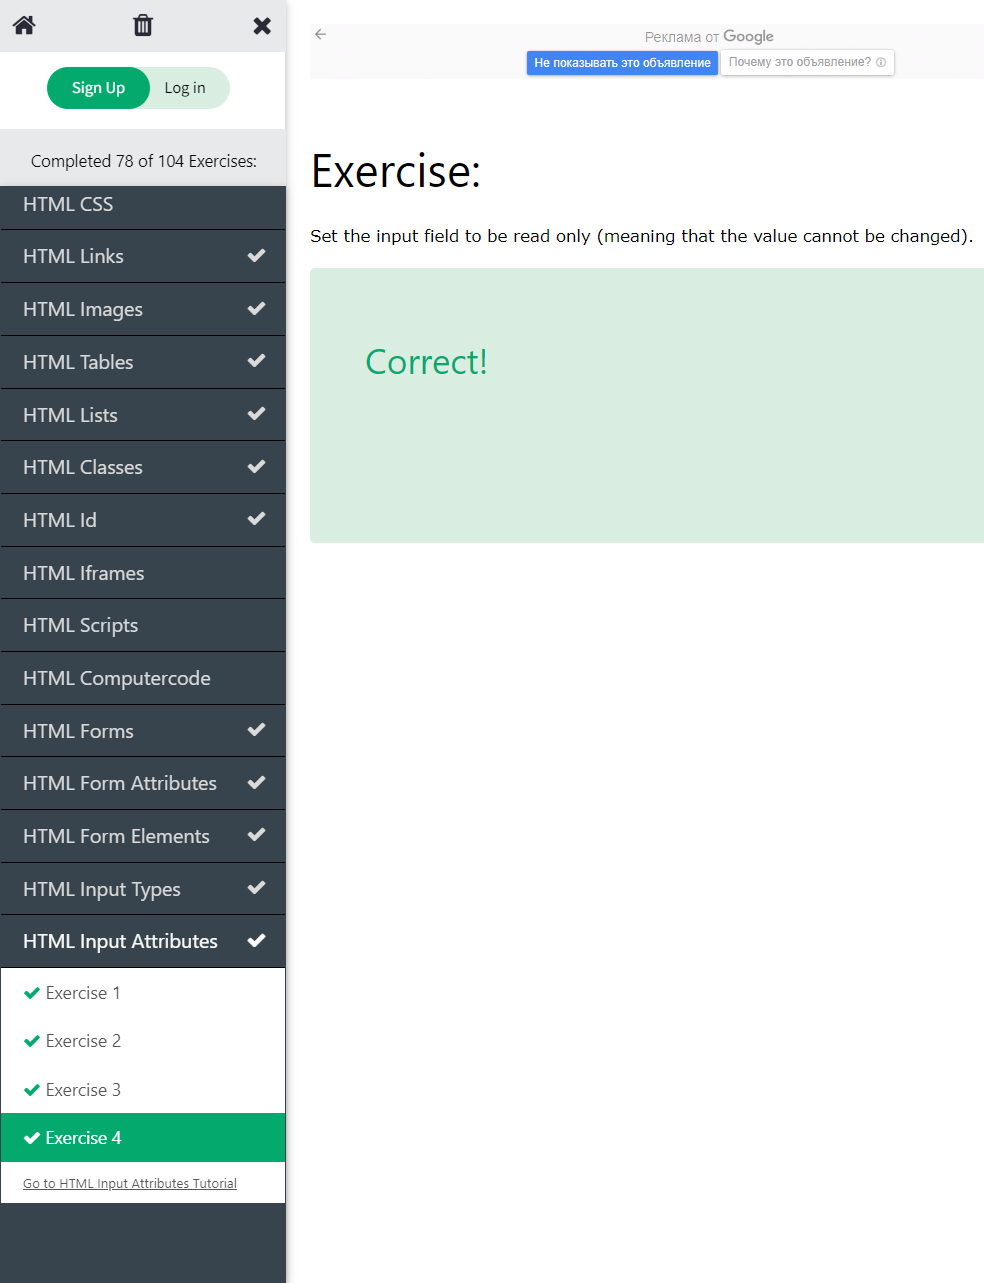 Sign Up
Log in
Completed 78 of 104 Exercises:
HTML CSS
HTML Links
HTML Images
HTML Tables
HTML Lists
HTML Classes
HTML Id
HTML Iframes
HTML Scripts
HTML Computercode
HTML Forms
HTML Form Attributes
HTML Form Elements
HTML Input Types
HTML Input Attributes
Exercise 1
Exercise 2
Exercise 3
Exercise 4
Go to HTML Input Attributes Tutorial
Реклама от Google
Не показывать это объявление
Почему это объявление?
Exercise:
Set the input field to be read only (meaning that the value cannot be changed).
Correct!